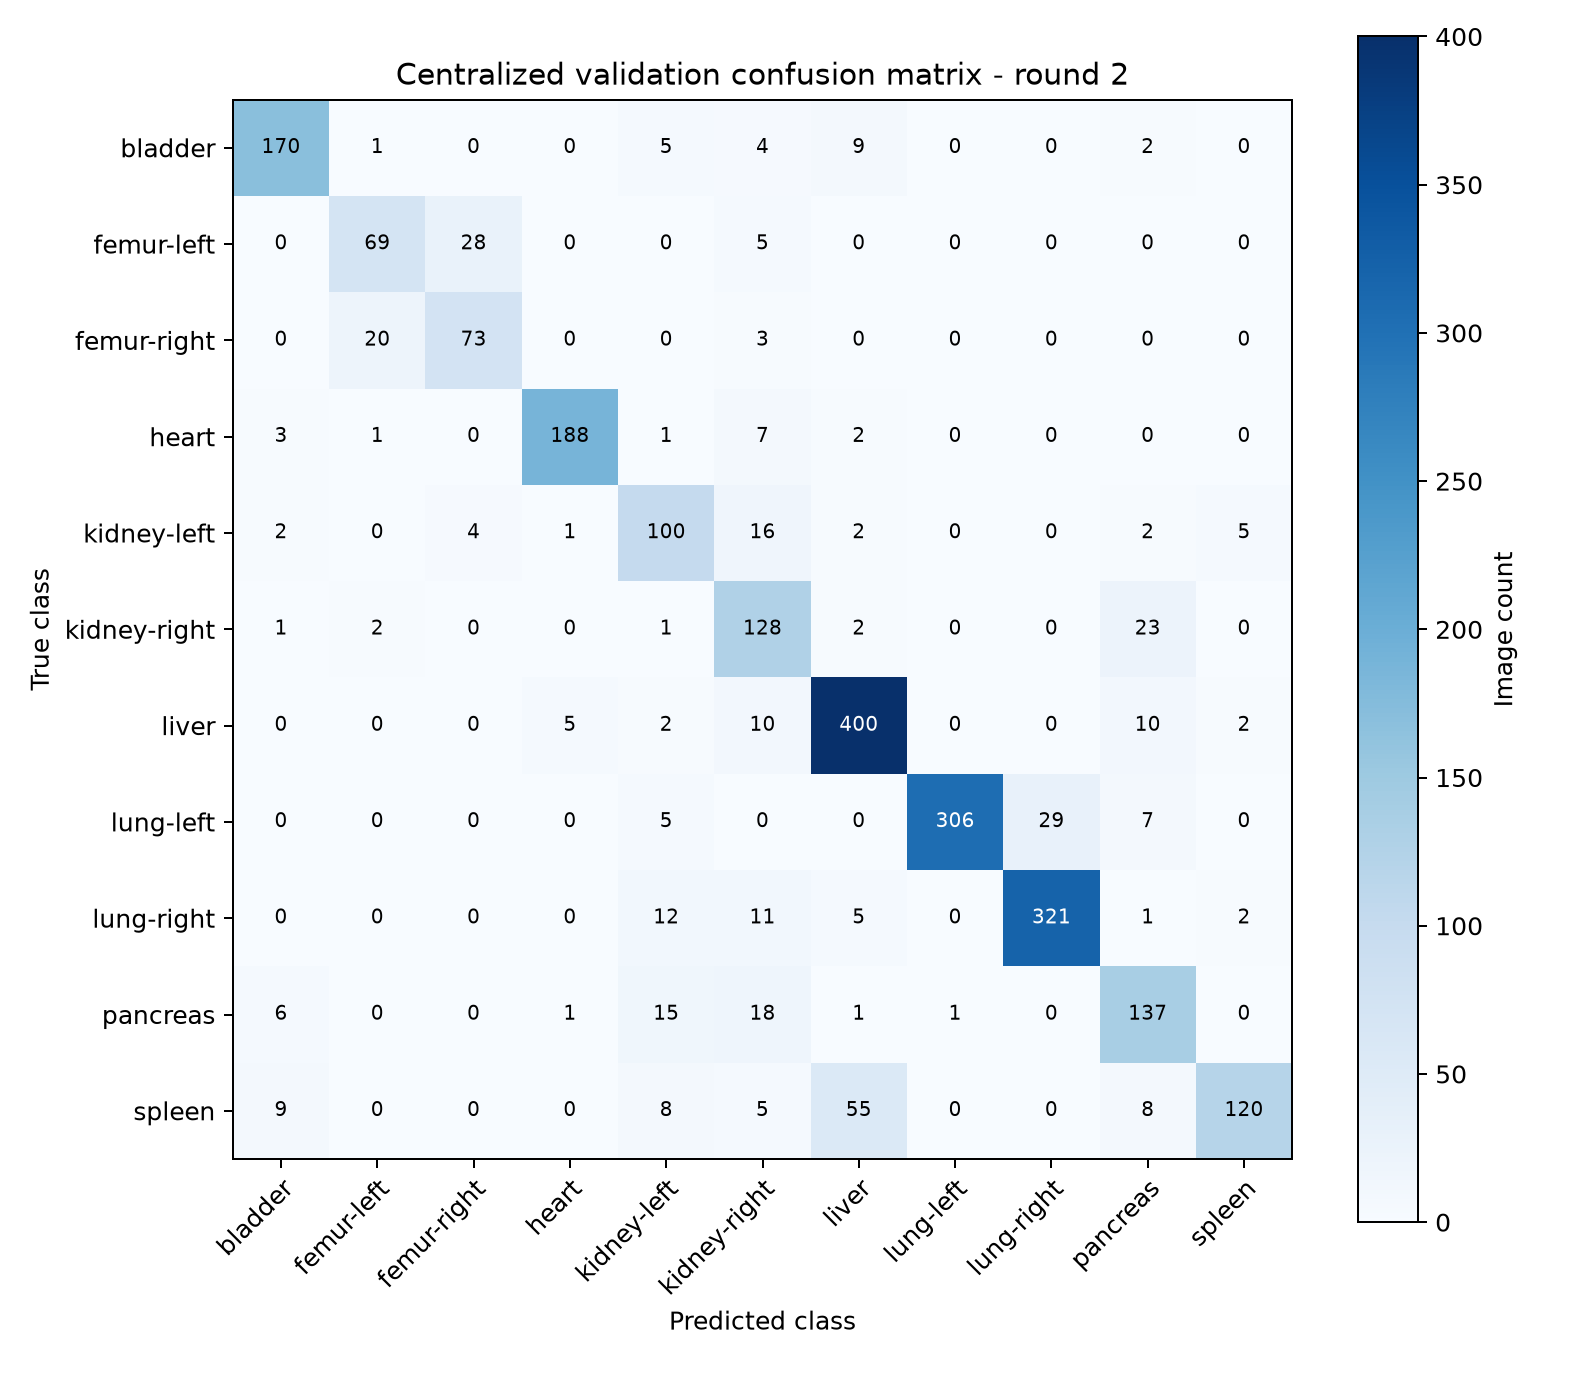 Centralized validation confusion matrix - round 2
bladder 170 1 0 0 5 4 9 0 0 2 0
femur-left 0 69 28 0 0 5 0 0 0 0 0
femur-right 0 20 73 0 0 3 0 0 0 0 0
heart 3 1 0 188 1 7 2 0 0 0 0
kidney-left 2 0 4 1 100 16 2 0 0 2 5
kidney-right 1 2 0 0 1 128 2 0 0 23 0
liver 0 0 0 5 2 10 400 0 0 10 2
lung-left 0 0 0 0 5 0 0 306 29 7 0
lung-right 0 0 0 0 12 11 5 0 321 1 2
pancreas 6 0 0 1 15 18 1 1 0 137 0
spleen 9 0 0 0 8 5 55 0 0 8 120
bladder femur-left femur-right heart kidney-left kidney-right liver lung-left lung-right pancreas spleen
Predicted class
True class
400
350
300
250
200
150
100
50
0
Image count